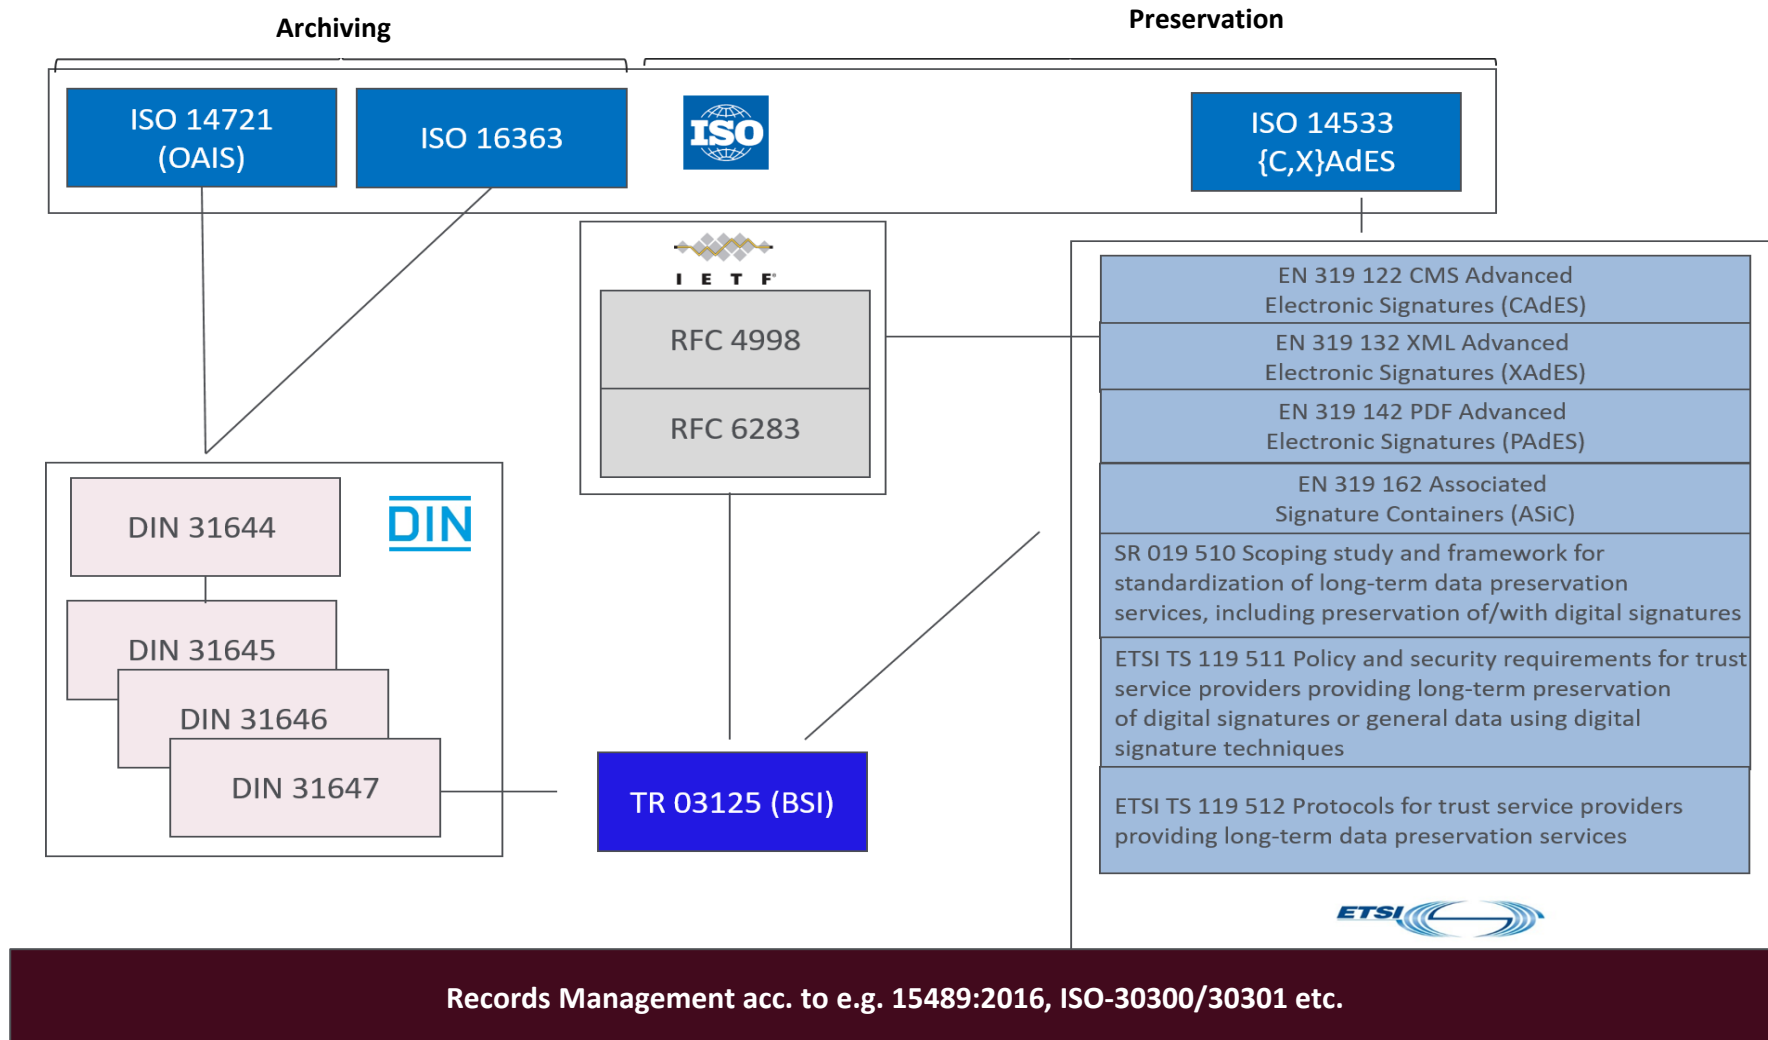 Archiving
Preservation
ISO 14721
(OAIS)
ISO 16363
ISO
ISO 14533
{C,X}AdES
I E T F®
RFC 4998
RFC 6283
EN 319 122 CMS Advanced
Electronic Signatures (CAdES)
EN 319 132 XML Advanced
Electronic Signatures (XAdES)
EN 319 142 PDF Advanced
Electronic Signatures (PAdES)
EN 319 162 Associated
Signature Containers (ASiC)
SR 019 510 Scoping study and framework for
standardization of long-term data preservation
services, including preservation of/with digital signatures
ETSI TS 119 511 Policy and security requirements for trust
service providers providing long-term preservation
of digital signatures or general data using digital
signature techniques
ETSI TS 119 512 Protocols for trust service providers
providing long-term data preservation services
ETSI
DIN 31644
DIN
DIN 31645
DIN 31646
DIN 31647
TR 03125 (BSI)
Records Management acc. to e.g. 15489:2016, ISO-30300/30301 etc.